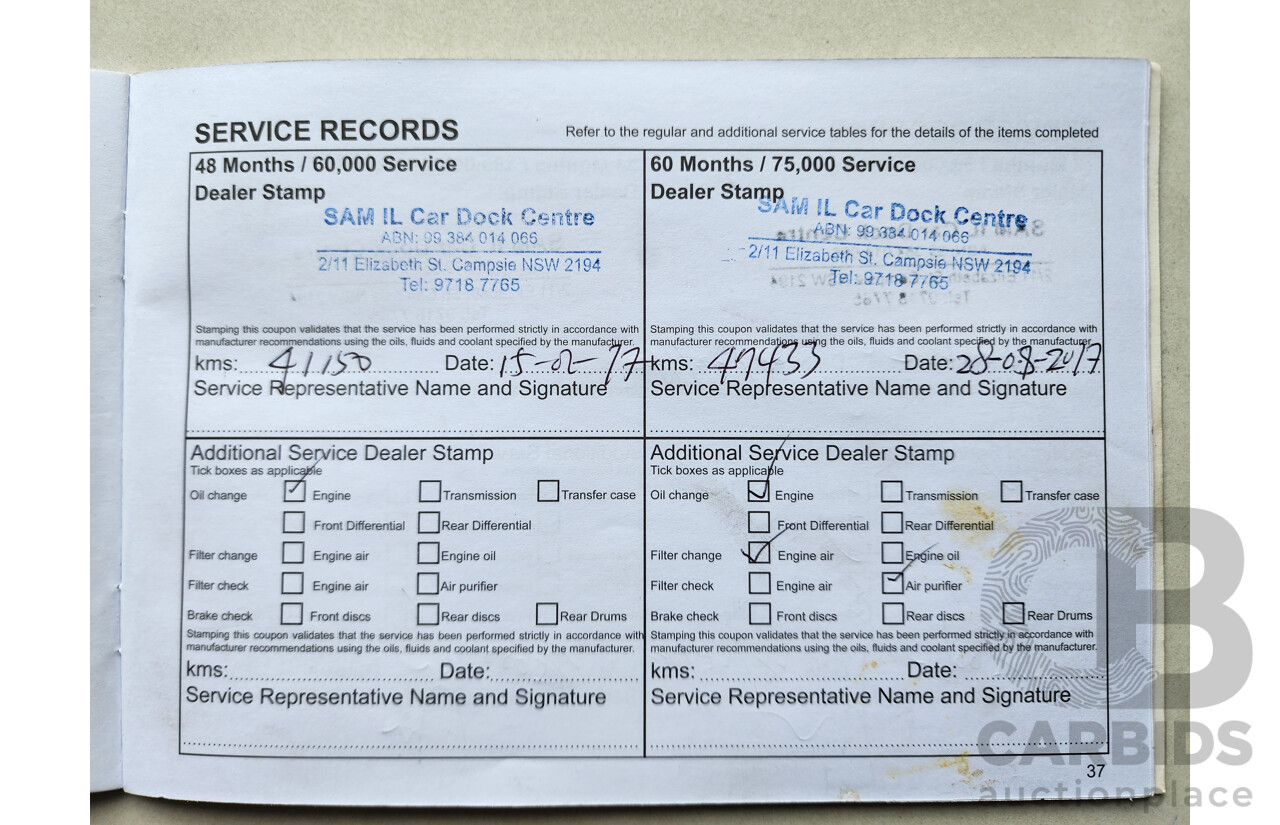 SERVICE RECORDS
Refer to the regular and additional service tables for the details of the items completed
48 Months / 60,000 Service
Dealer Stamp
SAM IL Car Dock Centre
ABN: 99 384 014 065
2/11 Elizabeth St. Campsie NSW 2194
Tel: 9718 7765
Stamping this coupon validates that the service has been performed strictly in accordance with
manufacturer recommendations using the oils, fluids and coolant specified by the manufacturer.
kms: 41150 Date: 15-02-17
Service Representative Name and Signature
60 Months / 75,000 Service
Dealer Stamp
SAM IL Car Dock Centre
ABN: 99 384 014 065
2/11 Elizabeth St. Campsie NSW 2194
Tel: 9718 7765
Stamping this coupon validates that the service has been performed strictly in accordance with
manufacturer recommendations using the oils, fluids and coolant specified by the manufacturer.
kms: 47433 Date: 28-08-2017
Service Representative Name and Signature
Additional Service Dealer Stamp
Tick boxes as applicable
Oil change Engine Transmission Transfer case
Front Differential Rear Differential
Filter change Engine air Engine oil
Filter check Engine air Air purifier
Brake check Front discs Rear discs Rear Drums
Stamping this coupon validates that the service has been performed strictly in accordance with
manufacturer recommendations using the oils, fluids and coolant specified by the manufacturer.
kms: Date:
Service Representative Name and Signature
Additional Service Dealer Stamp
Tick boxes as applicable
Oil change Engine Transmission Transfer case
Front Differential Rear Differential
Filter change Engine air Engine oil
Filter check Engine air Air purifier
Brake check Front discs Rear discs Rear Drums
Stamping this coupon validates that the service has been performed strictly in accordance with
manufacturer recommendations using the oils, fluids and coolant specified by the manufacturer.
kms: Date:
Service Representative Name and Signature
37
CB
CARBIDS
auctionplace